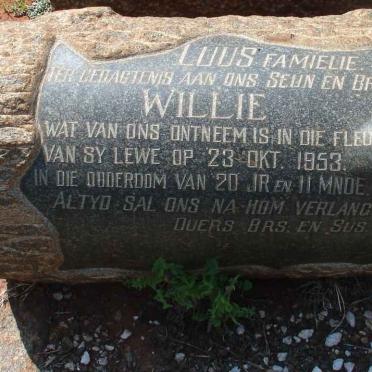 LUUS FAMIELIE
TER GEDAGTENIS AAN ONS SEUN EN BR
WILLIE
WAT VAN ONS ONTNEEM IS IN DIE FLEU
VAN SY LEWE OP 23 OKT. 1953.
IN DIE OUDERDOM VAN 20 JR EN 11 MNDE
ALTYD SAL ONS NA HOM VERLANG
OUERS BRS. EN SUS